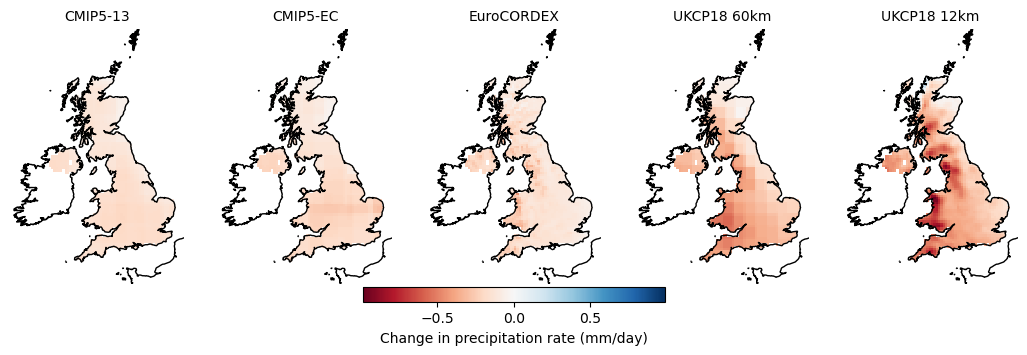 CMIP5-13
CMIP5-EC
EuroCORDEX
UKCP18 60km
UKCP18 12km
−0.5
0.0
0.5
Change in precipitation rate (mm/day)